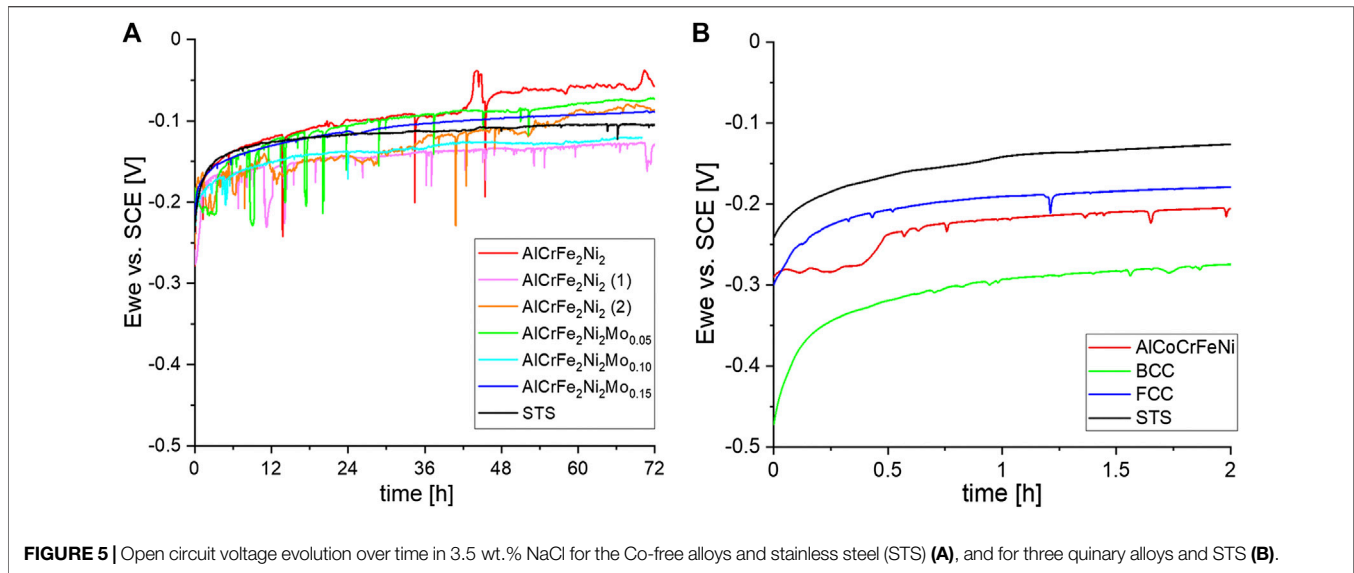 A
B
0
-0.1
-0.2
-0.3
-0.4
-0.5
Ewe vs. SCE [V]
0 12 24 36 48 60 72
time [h]
AlCrFe₂Ni₂
AlCrFe₂Ni₂ (1)
AlCrFe₂Ni₂ (2)
AlCrFe₂Ni₂Mo₀.₀₅
AlCrFe₂Ni₂Mo₀.₁₀
AlCrFe₂Ni₂Mo₀.₁₅
STS
0
-0.1
-0.2
-0.3
-0.4
-0.5
Ewe vs. SCE [V]
0 0.5 1 1.5 2
time [h]
AlCoCrFeNi
BCC
FCC
STS
FIGURE 5 | Open circuit voltage evolution over time in 3.5 wt.% NaCl for the Co-free alloys and stainless steel (STS) (A), and for three quinary alloys and STS (B).